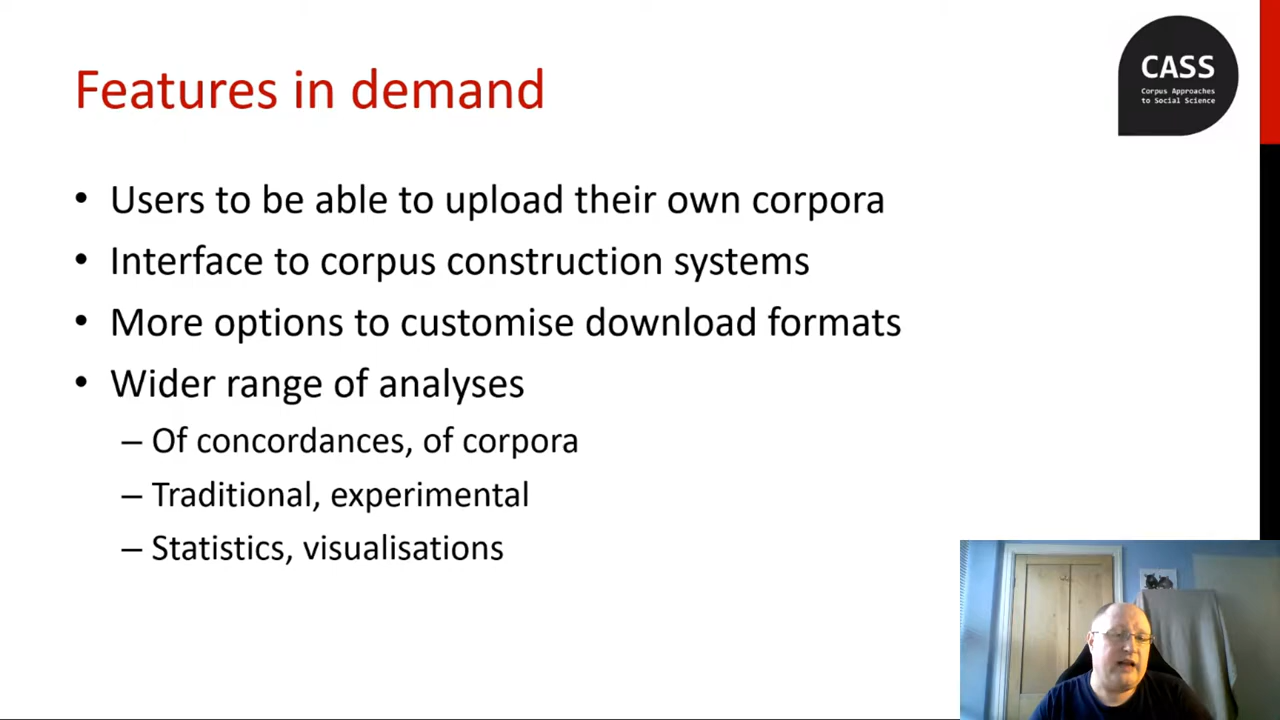 Features in demand
CASS
Corpus Approaches
to Social Science
• Users to be able to upload their own corpora
• Interface to corpus construction systems
• More options to customise download formats
• Wider range of analyses
– Of concordances, of corpora
– Traditional, experimental
– Statistics, visualisations